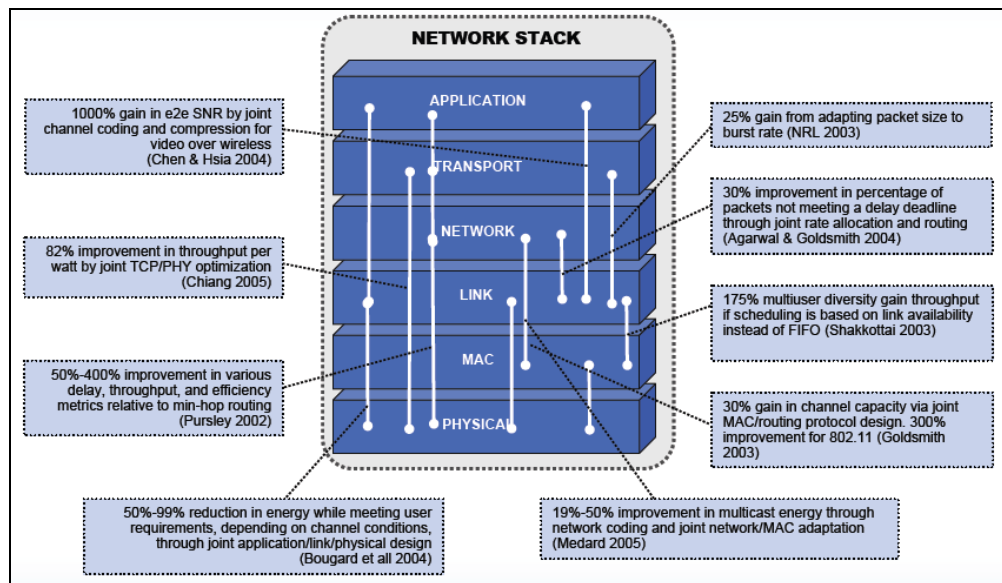 NETWORK STACK
APPLICATION
TRANSPORT
NETWORK
LINK
MAC
PHYSICAL
1000% gain in e2e SNR by joint
channel coding and compression for
video over wireless
(Chen & Hsia 2004)
82% improvement in throughput per
watt by joint TCP/PHY optimization
(Chiang 2005)
50%-400% improvement in various
delay, throughput, and efficiency
metrics relative to min-hop routing
(Pursley 2002)
50%-99% reduction in energy while meeting user
requirements, depending on channel conditions,
through joint application/link/physical design
(Bougard et all 2004)
25% gain from adapting packet size to
burst rate (NRL 2003)
30% improvement in percentage of
packets not meeting a delay deadline
through joint rate allocation and routing
(Agarwal & Goldsmith 2004)
175% multiuser diversity gain throughput
if scheduling is based on link availability
instead of FIFO (Shakkottai 2003)
30% gain in channel capacity via joint
MAC/routing protocol design. 300%
improvement for 802.11 (Goldsmith
2003)
19%-50% improvement in multicast energy through
network coding and joint network/MAC adaptation
(Medard 2005)